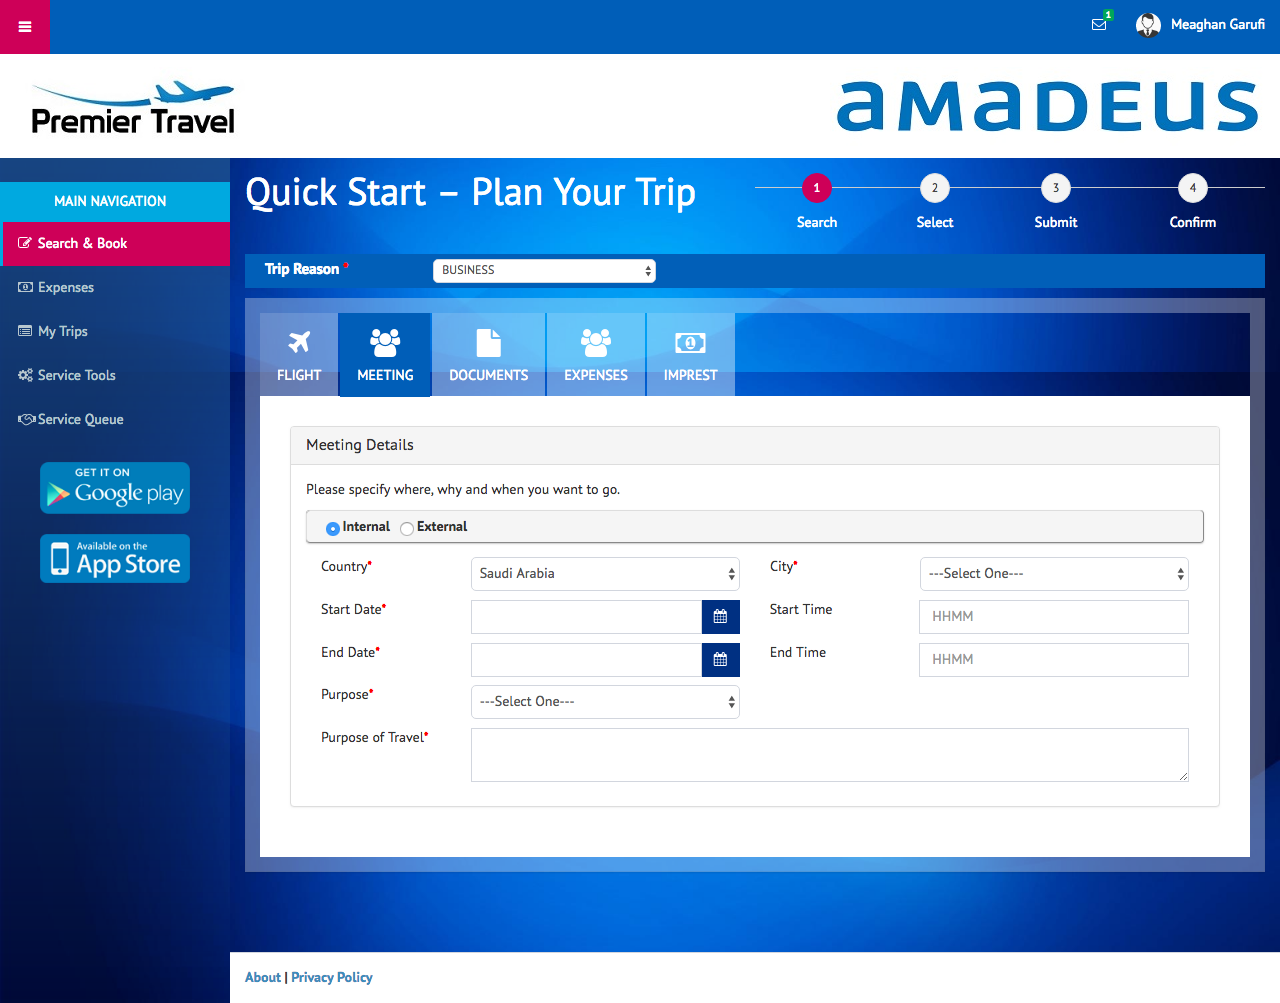 1
Meaghan Garufi
Premier Travel
amadeus
Quick Start – Plan Your Trip
1 2 3 4
Search Select Submit Confirm
MAIN NAVIGATION
Search & Book
Expenses
My Trips
Service Tools
Service Queue
GET IT ON
Google play
Available on the
App Store
Trip Reason *
BUSINESS
FLIGHT MEETING DOCUMENTS EXPENSES IMPREST
Meeting Details
Please specify where, why and when you want to go.
Internal External
Country* Saudi Arabia City* ---Select One---
Start Date* Start Time HHMM
End Date* End Time HHMM
Purpose* ---Select One---
Purpose of Travel*
About | Privacy Policy